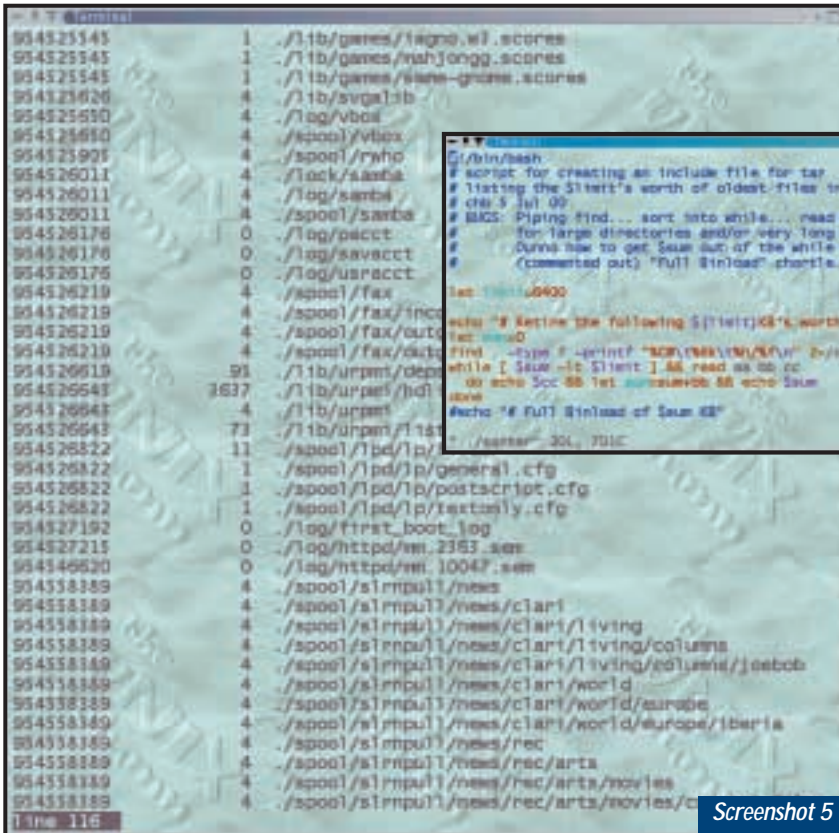 Terminal
954525545 1 ./lib/games/iagno.w7.scores
954525545 1 ./lib/games/mahjongg.scores
954525545 1 ./lib/games/same-gnome.scores
954525626 4 ./lib/svgalib
954525650 4 ./log/vbox
954525650 4 ./spool/vbox
954525905 4 ./spool/rwho
954526011 4 ./lock/samba
954526011 4 ./log/samba
954526011 4 ./spool/samba
954526176 0 ./log/pacct
954526176 0 ./log/savacct
954526176 0 ./log/usracct
954526219 4 ./spool/fax
954526219 4 ./spool/fax/inco
954526219 4 ./spool/fax/outg
954526219 4 ./spool/fax/outg
954526619 ./lib/urpmi/deps
954526643 3637 ./lib/urpmi/hdl
954526643 4 ./lib/urpmi
954526643 73 ./lib/urpmi/list
954526822 11 ./spool/lpd/lp/
954526822 1 ./spool/lpd/lp/general.cfg
954526822 1 ./spool/lpd/lp/postscript.cfg
954526822 1 ./spool/lpd/lp/textonly.cfg
954527192 0 ./log/first_boot_log
954527215 0 ./log/httpd/mm.2363.sem
954546620 0 ./log/httpd/mm.10047.sem
954558389 4 ./spool/slrnpull/news
954558389 4 ./spool/slrnpull/news/clari
954558389 4 ./spool/slrnpull/news/clari/living
954558389 4 ./spool/slrnpull/news/clari/living/columns
954558389 4 ./spool/slrnpull/news/clari/living/columns/joebob
954558389 4 ./spool/slrnpull/news/clari/world
954558389 4 ./spool/slrnpull/news/clari/world/europe
954558389 4 ./spool/slrnpull/news/clari/world/europe/iberia
954558389 4 ./spool/slrnpull/news/rec
954558389 4 ./spool/slrnpull/news/rec/arts
954558389 4 ./spool/slrnpull/news/rec/arts/movies
954558389 4 ./spool/slrnpull/news/rec/arts/movies/c
line 116
#!/bin/bash
# script for creating an include file for tar
# listing the $limit's worth of oldest files
# chb 5 Jul 00
# BUGS: Piping find... sort into while... read
# for large directories and/or very long
# Dunno how to get $sum out of the while
# (commented out) "Full Binload" chortle.
let limit=8400
echo "# Retire the following ${limit}KB's worth
let sum=0
find -type f -printf
while [ $sum -lt $limit ] && read aa bb cc
do echo $cc && let sum=sum+bb && echo $sum
done
#echo "# Full Binload of $sum KB"
20L, 701C
Screenshot 5